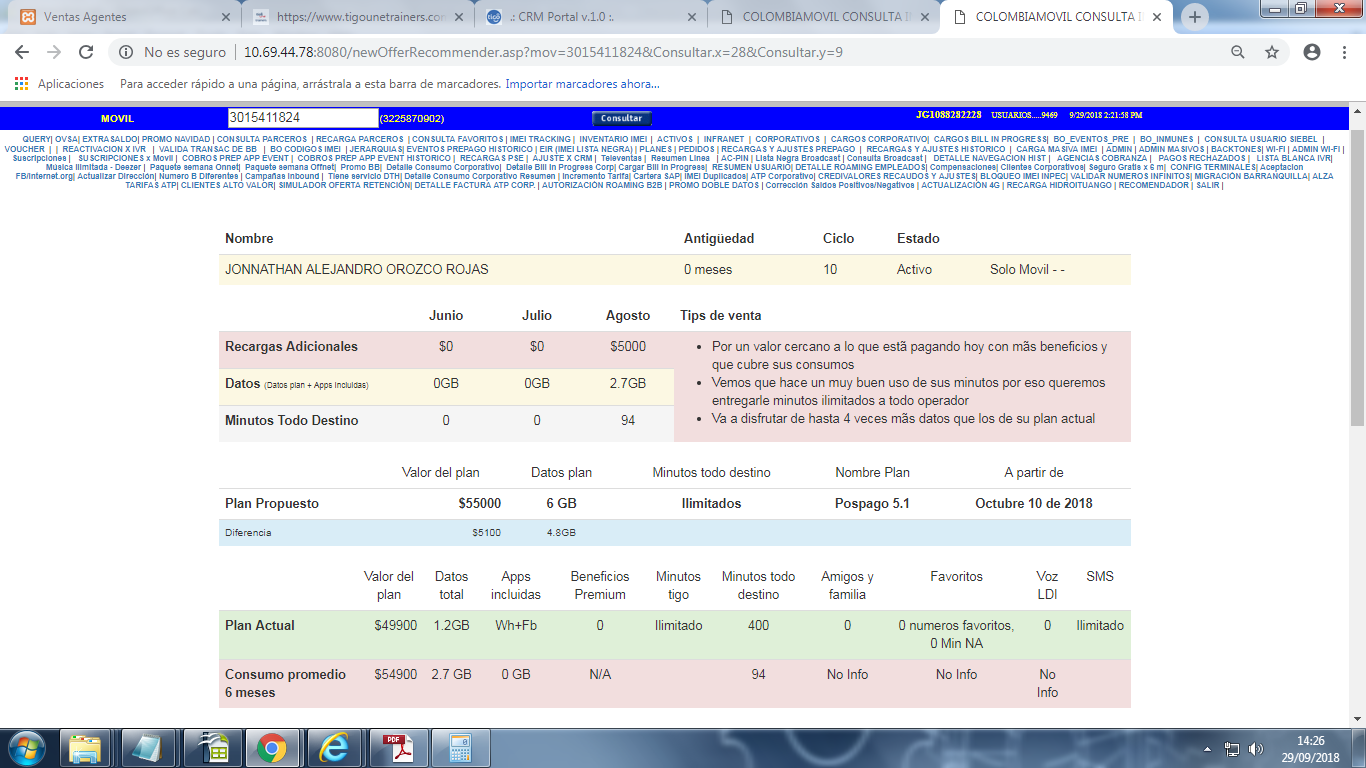 Ventas Agentes
https://www.tigounetrainers.con
.: CRM Portal v.1.0 :.
COLOMBIAMOVIL CONSULTA I
COLOMBIAMOVIL CONSULTA I
No es seguro | 10.69.44.78:8080/newOfferRecommender.asp?mov=3015411824&Consultar.x=28&Consultar.y=9
Aplicaciones Para acceder rápido a una página, arrástrala a esta barra de marcadores. Importar marcadores ahora...
MOVIL 3015411824 (3225870902) Consultar JG1088282228 USUARIOS.....9469 9/29/2018 2:21:58 PM
QUERY| OVSA| EXTRASALDO| PROMO NAVIDAD | CONSULTA PARCEROS | RECARGA PARCEROS | CONSULTA FAVORITOS | IMEI TRACKING | INVENTARIO IMEI | ACTIVOS | INFRANET | CORPORATIVOS | CARGOS CORPORATIVO| CARGOS BILL IN PROGRESS| BO_EVENTOS_PRE | BO_INMUNES | CONSULTA USUARIO SIEBEL |
VOUCHER | | REACTIVACION X IVR | VALIDA TRANSAC DE BB | BO CODIGOS IMEI | JERARQUIAS| EVENTOS PREPAGO HISTORICO | EIR (IMEI LISTA NEGRA) | PLANES | PEDIDOS | RECARGAS Y AJUSTES PREPAGO | RECARGAS Y AJUSTES HISTORICO | CARGA MASIVA IMEI | ADMIN | ADMIN MASIVOS | BACKTONES| WI-FI | ADMIN WI-FI |
Suscripciones | SUSCRIPCIONES x Movil | COBROS PREP APP EVENT | COBROS PREP APP EVENT HISTORICO | RECARGAS PSE | AJUSTE X CRM | Televentas | Resumen Linea | AC-PIN | Lista Negra Broadcast | Consulta Broadcast | DETALLE NAVEGACION HIST | AGENCIAS COBRANZA | PAGOS RECHAZADOS | LISTA BLANCA IVR|
Música Ilimitada - Deezer | Paquete semana Onnet| Paquete semana Offnet| Promo BB| Detalle Consumo Corporativo| Detalle Bill In Progress Corp| Cargar Bill In Progress| RESUMEN USUARIO| DETALLE ROAMING EMPLEADOS| Compensaciones| Clientes Corporativos| Seguro Gratis x 6 m| CONFIG TERMINALES| Aceptacion
FB/Internet.org| Actualizar Dirección| Numero B Diferentes | Campañas Inbound | Tiene servicio DTH| Detalle Consumo Corporativo Resumen | Incremento Tarifa| Cartera SAP| IMEI Duplicados| ATP Corporativo| CREDIVALORES RECAUDOS Y AJUSTES| BLOQUEO IMEI INPEC| VALIDAR NUMEROS INFINITOS| MIGRACIÓN BARRANQUILLA| ALZA
TARIFAS ATP| CLIENTES ALTO VALOR| SIMULADOR OFERTA RETENCIÓN| DETALLE FACTURA ATP CORP. | AUTORIZACIÓN ROAMING B2B | PROMO DOBLE DATOS | Corrección Saldos Positivos/Negativos | ACTUALIZACIÓN 4G | RECARGA HIDROITUANGO | RECOMENDADOR | SALIR |
Nombre Antigüedad Ciclo Estado
JONNATHAN ALEJANDRO OROZCO ROJAS 0 meses 10 Activo Solo Movil - -
Junio Julio Agosto Tips de venta
Recargas Adicionales $0 $0 $5000
Datos (Datos plan + Apps Incluidas) 0GB 0GB 2.7GB
Minutos Todo Destino 0 0 94
• Por un valor cercano a lo que estã pagando hoy con mãs beneficios y
que cubre sus consumos
• Vemos que hace un muy buen uso de sus minutos por eso queremos
entregarle minutos ilimitados a todo operador
• Va a disfrutar de hasta 4 veces mãs datos que los de su plan actual
Valor del plan Datos plan Minutos todo destino Nombre Plan A partir de
Plan Propuesto $55000 6 GB Ilimitados Pospago 5.1 Octubre 10 de 2018
Diferencia $5100 4.8GB
Valor del Datos Apps Beneficios Minutos Minutos todo Amigos y Favoritos Voz SMS
plan total incluidas Premium tigo destino familia LDI
Plan Actual $49900 1.2GB Wh+Fb 0 Ilimitado 400 0 0 numeros favoritos, 0 Ilimitado
0 Min NA
Consumo promedio $54900 2.7 GB 0 GB N/A 94 No Info No Info No
6 meses Info
14:26
29/09/2018